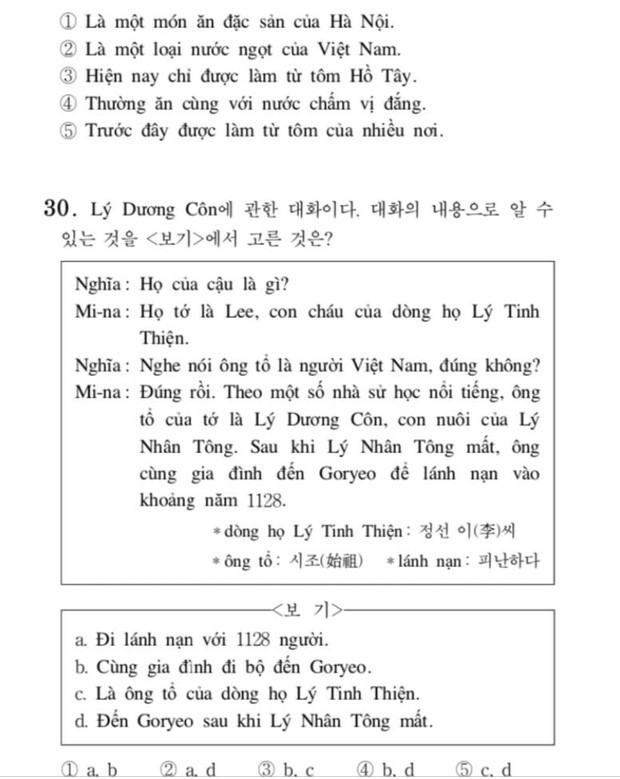 ① Là một món ăn đặc sản của Hà Nội.
② Là một loại nước ngọt của Việt Nam.
③ Hiện nay chỉ được làm từ tôm Hồ Tây.
④ Thường ăn cùng với nước chấm vị đắng.
⑤ Trước đây được làm từ tôm của nhiều nơi.
30. Lý Dương Côn에 관한 대화이다. 대화의 내용으로 알 수
있는 것을 <보기>에서 고른 것은?
Nghĩa: Họ của cậu là gì?
Mi-na: Họ tớ là Lee, con cháu của dòng họ Lý Tinh
Thiện.
Nghĩa: Nghe nói ông tổ là người Việt Nam, đúng không?
Mi-na: Đúng rồi. Theo một số nhà sử học nổi tiếng, ông
tổ của tớ là Lý Dương Côn, con nuôi của Lý
Nhân Tông. Sau khi Lý Nhân Tông mất, ông
cùng gia đình đến Goryeo để lánh nạn vào
khoảng năm 1128.
* dòng họ Lý Tinh Thiện: 정선 이(李)씨
* ông tổ: 시조(始祖) * lánh nạn: 피난하다
<보 기>
a. Đi lánh nạn với 1128 người.
b. Cùng gia đình đi bộ đến Goryeo.
c. Là ông tổ của dòng họ Lý Tinh Thiện.
d. Đến Goryeo sau khi Lý Nhân Tông mất.
① a, b ② a, d ③ b, c ④ b, d ⑤ c, d